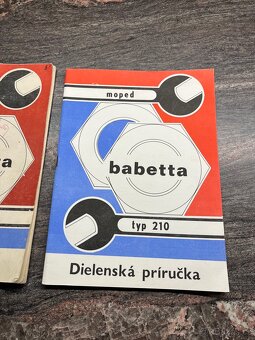 moped
babetta
typ 210
Dielenská príručka